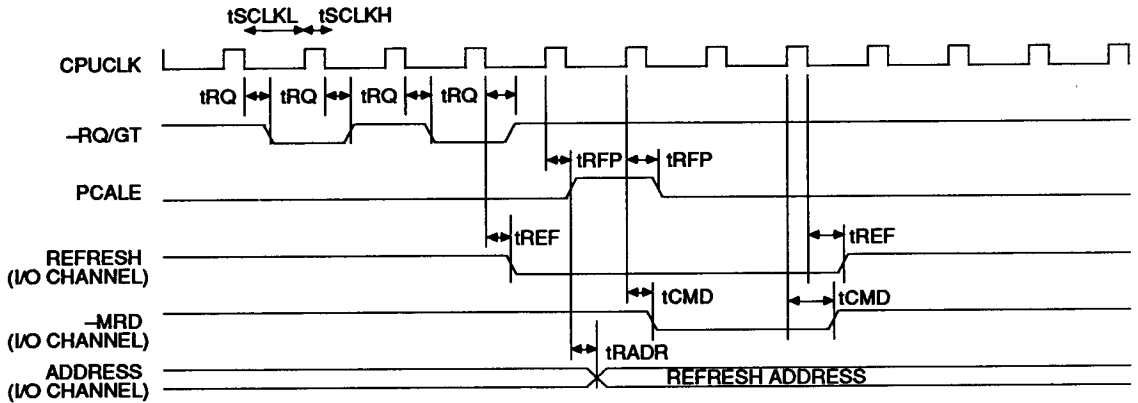 tSCLKL tSCLKH
CPUCLK
tRQ tRQ tRQ tRQ
–RQ/GT
tRFP tRFP
PCALE
tREF tREF
REFRESH
(I/O CHANNEL)
tCMD tCMD
–MRD
(I/O CHANNEL)
tRADR
ADDRESS
(I/O CHANNEL)
REFRESH ADDRESS